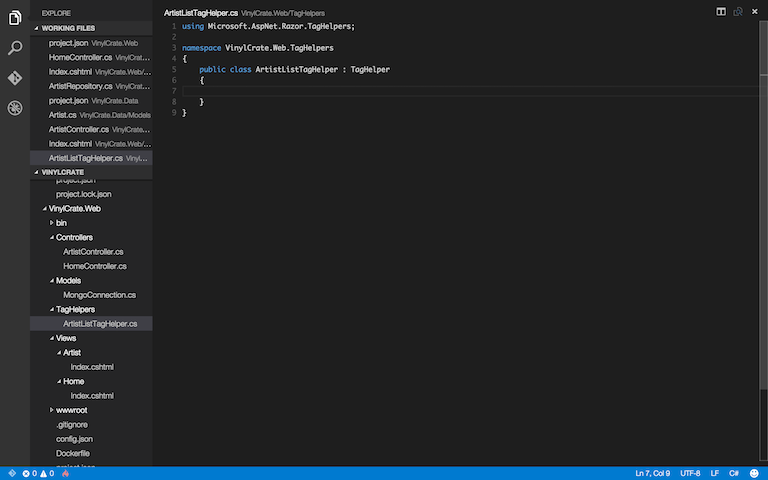 EXPLORE
WORKING FILES
project.json VinylCrate.Web
HomeController.cs VinylCrat...
Index.cshtml VinylCrate.Web/...
ArtistRepository.cs VinylCrat...
project.json VinylCrate.Data
Artist.cs VinylCrate.Data/Models
ArtistController.cs VinylCrate...
Index.cshtml VinylCrate.Web/...
ArtistListTagHelper.cs Vinyl...
VINYLCRATE
project.json
project.lock.json
VinylCrate.Web
bin
Controllers
ArtistController.cs
HomeController.cs
Models
MongoConnection.cs
TagHelpers
ArtistListTagHelper.cs
Views
Artist
Index.cshtml
Home
Index.cshtml
wwwroot
.gitignore
config.json
Dockerfile
project.json
ArtistListTagHelper.cs VinylCrate.Web/TagHelpers
1 using Microsoft.AspNet.Razor.TagHelpers;
2
3 namespace VinylCrate.Web.TagHelpers
4 {
5 public class ArtistListTagHelper : TagHelper
6 {
7
8 }
9 }
0 0 Ln 7, Col 9 UTF-8 LF C#